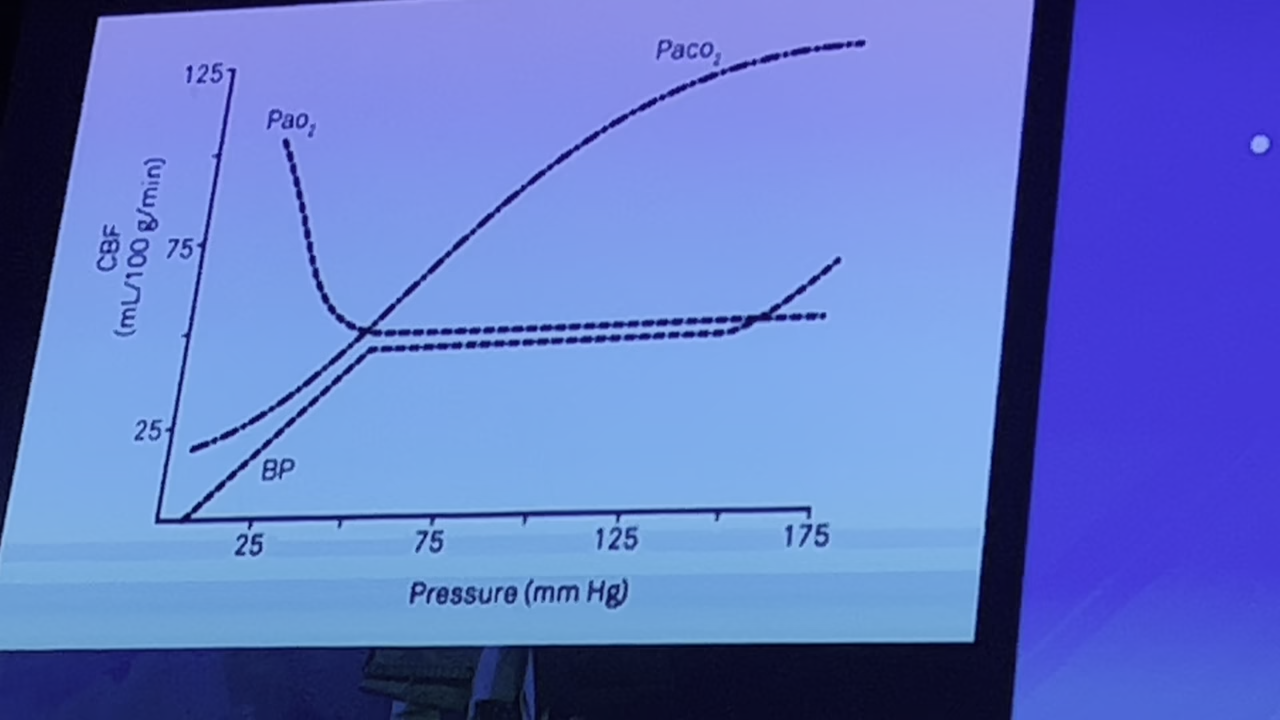 125
Pao2
Paco2
CBF
(mL/100 g/min)
75
25
BP
25 75 125 175
Pressure (mm Hg)